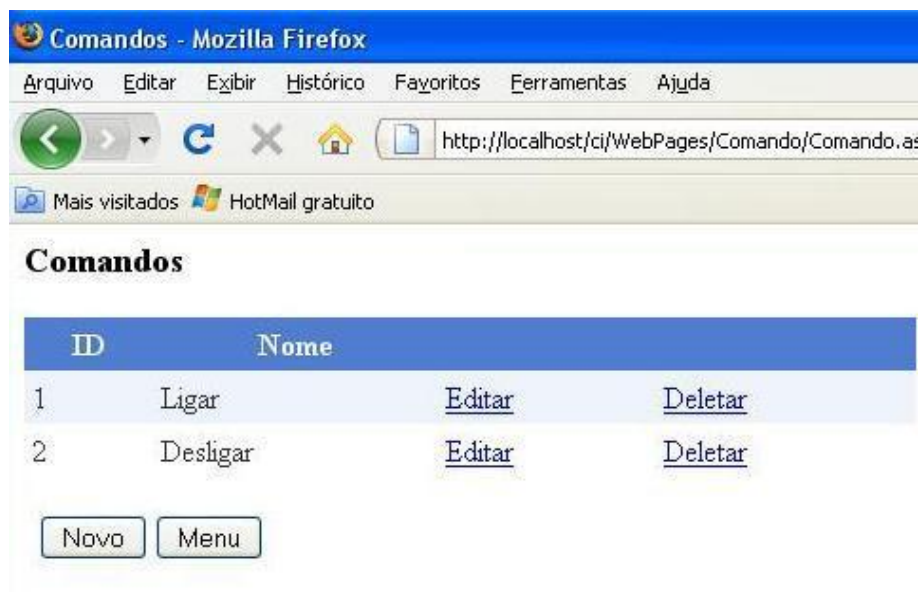 Comandos - Mozilla Firefox
Arquivo Editar Exibir Histórico Favoritos Ferramentas Ajuda
http://localhost/ci/WebPages/Comando/Comando.as
Mais visitados HotMail gratuito
Comandos
ID Nome
1 Ligar Editar Deletar
2 Desligar Editar Deletar
Novo Menu